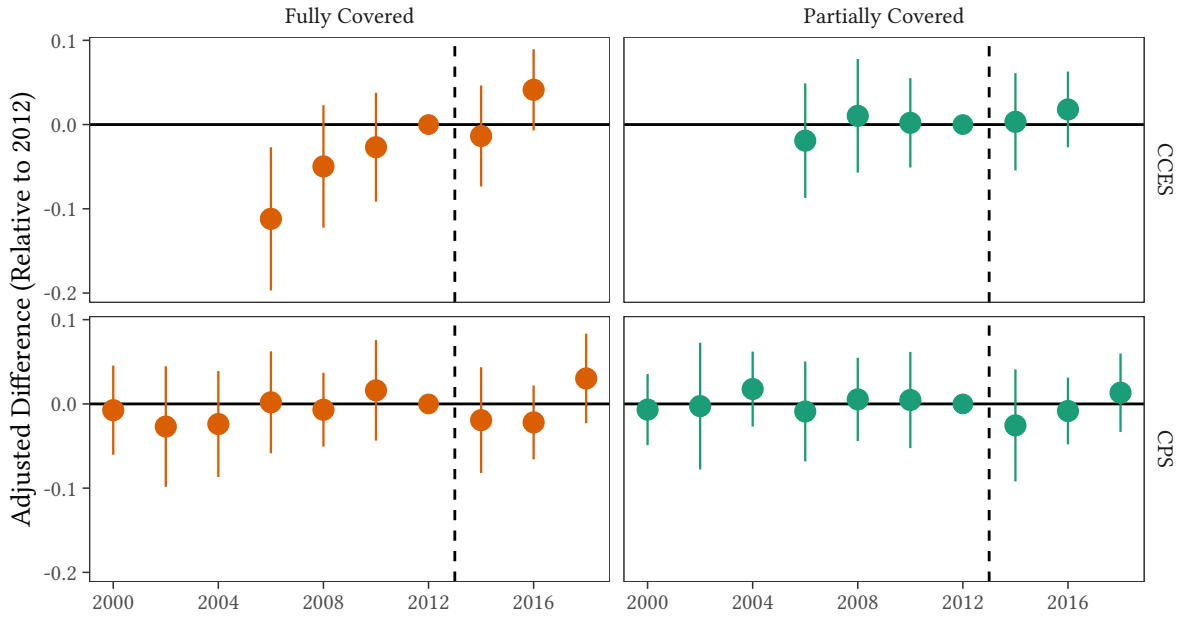 Fully Covered
Partially Covered
Adjusted Difference (Relative to 2012)
0.1
0.0
-0.1
-0.2
CCES
0.1
0.0
-0.1
-0.2
CPS
2000 2004 2008 2012 2016
2000 2004 2008 2012 2016